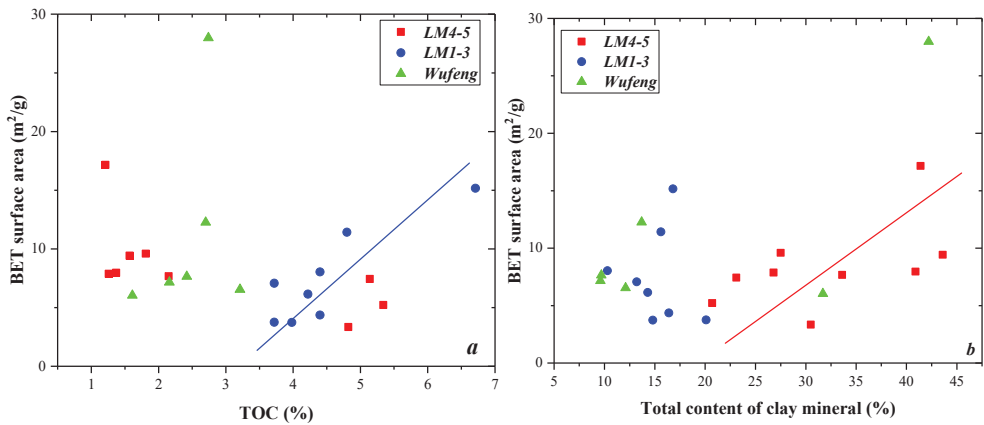 30
20
10
0
BET surface area (m²/g)
LM4-5
LM1-3
Wufeng
a
1 2 3 4 5 6 7
TOC (%)
30
20
10
0
BET surface area (m²/g)
LM4-5
LM1-3
Wufeng
b
5 10 15 20 25 30 35 40 45
Total content of clay mineral (%)